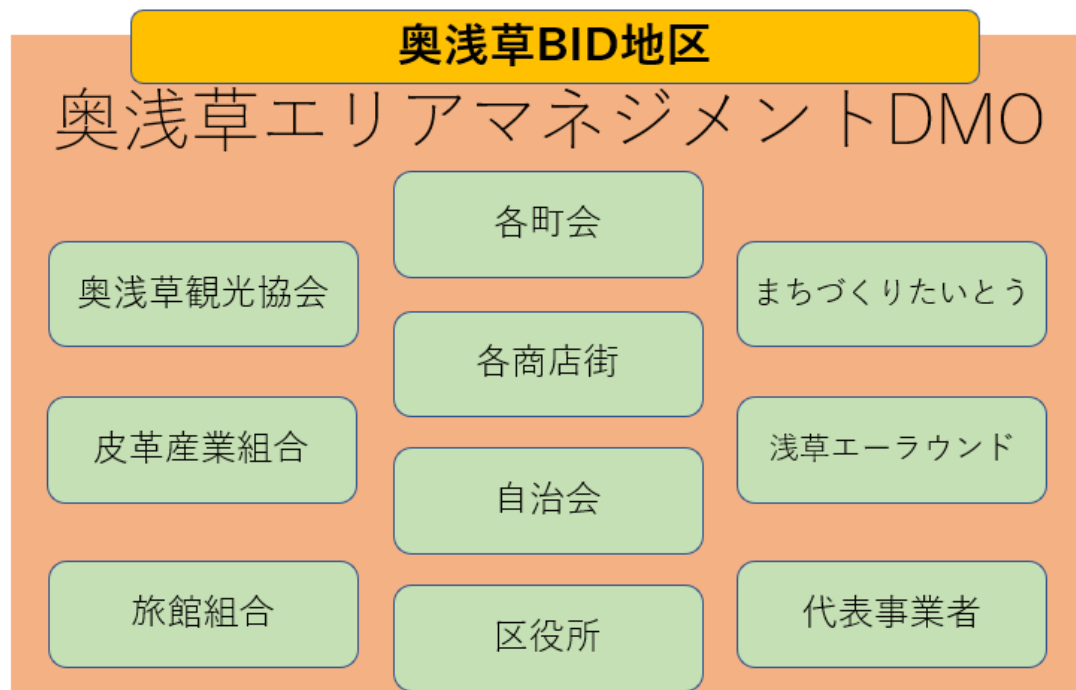 奥浅草BID地区
奥浅草エリアマネジメントDMO
各町会
奥浅草観光協会
まちづくりたいとう
各商店街
皮革産業組合
浅草エーラウンド
自治会
旅館組合
区役所
代表事業者